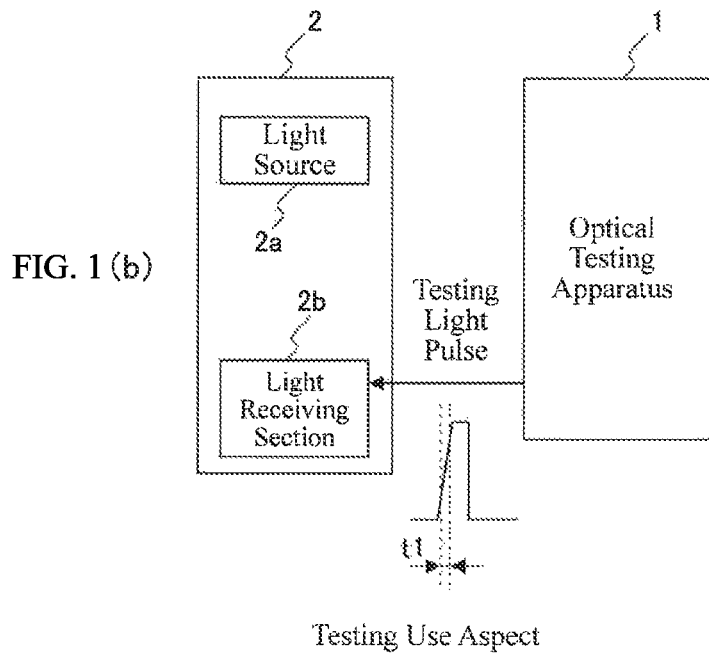 2
1
Light
Source
2a
FIG. 1(b)
Optical
Testing
Apparatus
Testing
Light
Pulse
2b
Light
Receiving
Section
t1
Testing Use Aspect